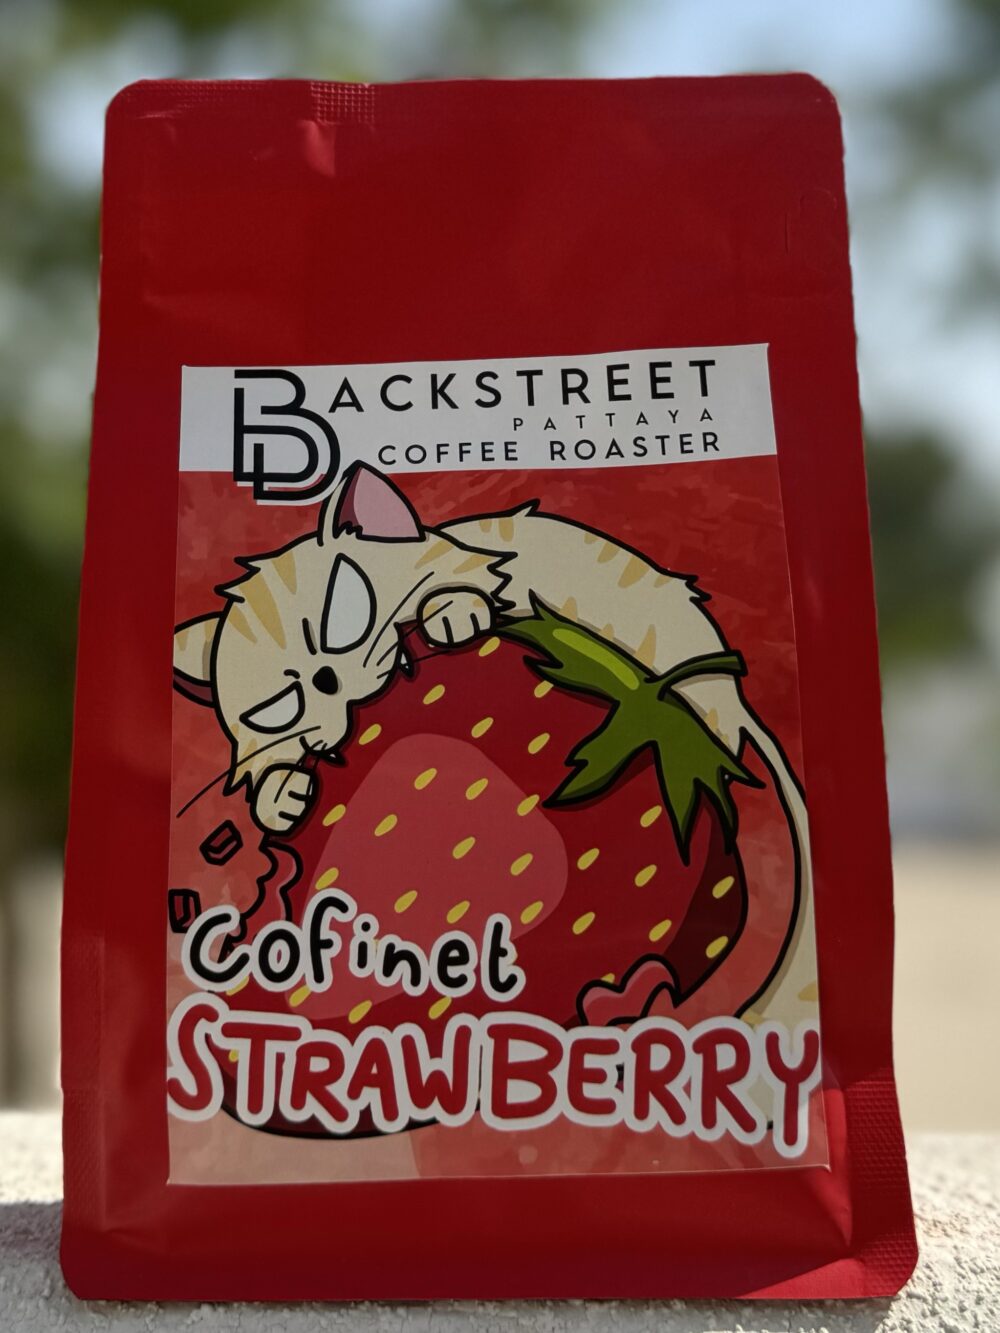 BACKSTREET
PATTAYA
COFFEE ROASTER
Cofinet
STRAWBERRY